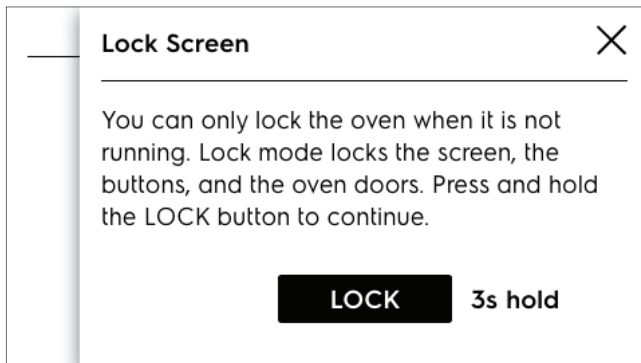 Lock Screen
You can only lock the oven when it is not
running. Lock mode locks the screen, the
buttons, and the oven doors. Press and hold
the LOCK button to continue.
LOCK 3s hold